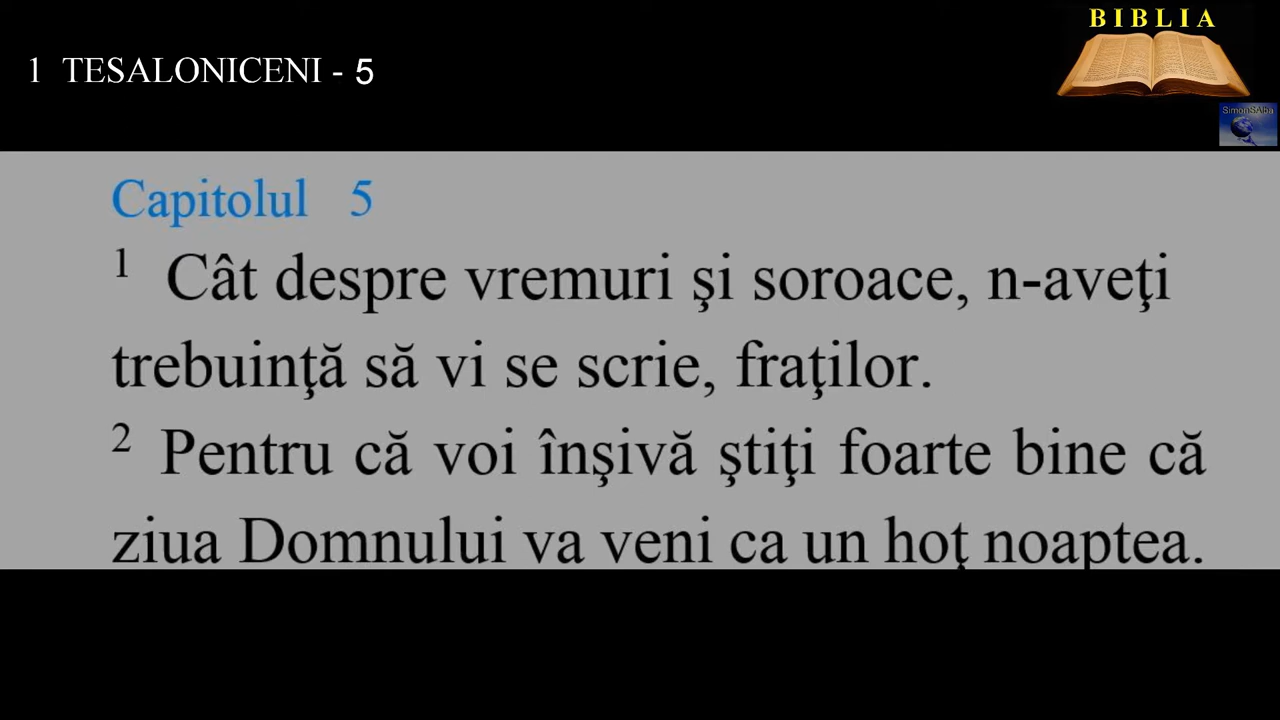 BIBLIA
1 TESALONICENI - 5
SimonSAlba
Capitolul 5
1 Cât despre vremuri şi soroace, n-aveţi
trebuinţă să vi se scrie, fraţilor.
2 Pentru că voi înşivă ştiţi foarte bine că
ziua Domnului va veni ca un hoţ noaptea.